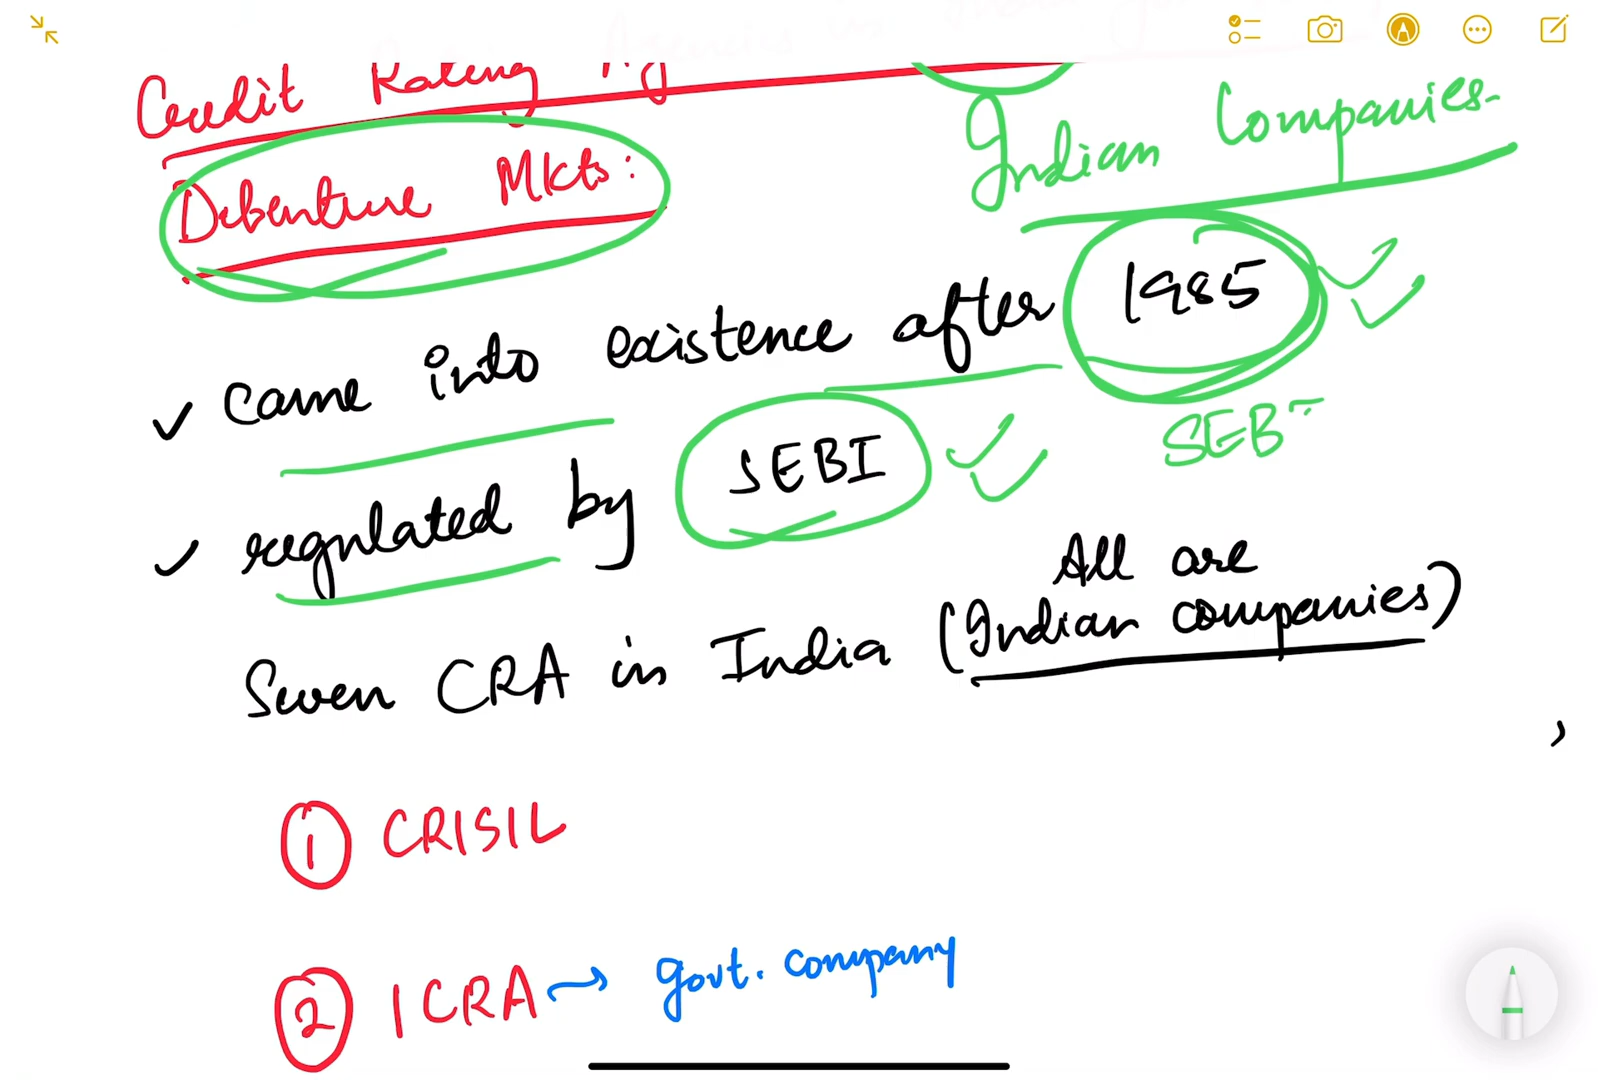 Credit Rating
Indian Companies-
Debenture Mkts:
✓ came into existence after 1985
SEBI
✓ regulated by SEBI
Seven CRA in India (All are Indian companies)
① CRISIL
② ICRA → govt. company